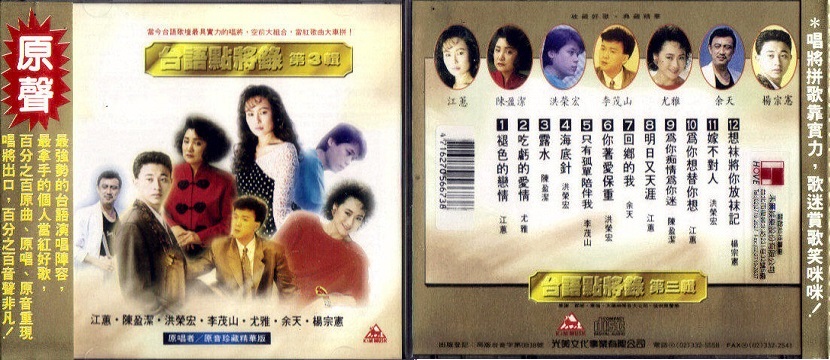 原聲
最強勢的台語演唱陣容，
最拿手的個人當紅好歌，
百分之百原曲、原唱、原音重現
唱將出口，百分之百音聲非凡！
當今台語歌壇最具實力的唱將，空前大組合，當紅歌曲大車拼！
台語點將錄 第3輯
江蕙・陳盈潔・洪榮宏・李茂山・尤雅・余天・楊宗憲
原唱者／原音珍藏精華版
江蕙
陳盈潔
洪榮宏
李茂山
尤雅
余天
楊宗憲
1 褪色的戀情 江蕙
2 吃虧的愛情 尤雅
3 露水 陳盈潔
4 海底針 洪榮宏
5 只有孤單陪伴我 李茂山
6 你著愛保重 洪榮宏
7 回鄉的我 余天
8 明日又天涯 江蕙
9 為你痴情為你迷 陳盈潔
10 為你想替你想 江蕙
11 嫁不對人 洪榮宏
12 想袜將你放袜記 楊宗憲
4716270566738
HOVE
台語點將錄 第三輯
COMPACT disc DIGITAL AUDIO
光美文化事業有限公司
＊唱將拼歌靠實力，歌迷賞歌笑咪咪！